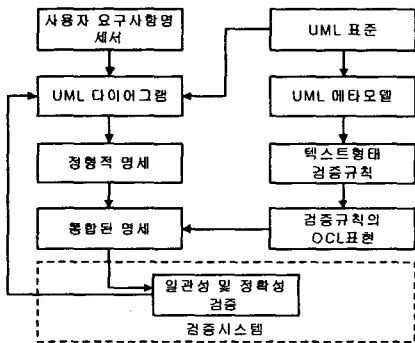 사용자 요구사항명
세서
UML 표준
UML 다이어그램
UML 메타모델
정형적 명세
텍스트형태
검증규칙
통합된 명세
검증규칙의
OCL표현
일관성 및 정확성
검증
검증시스템